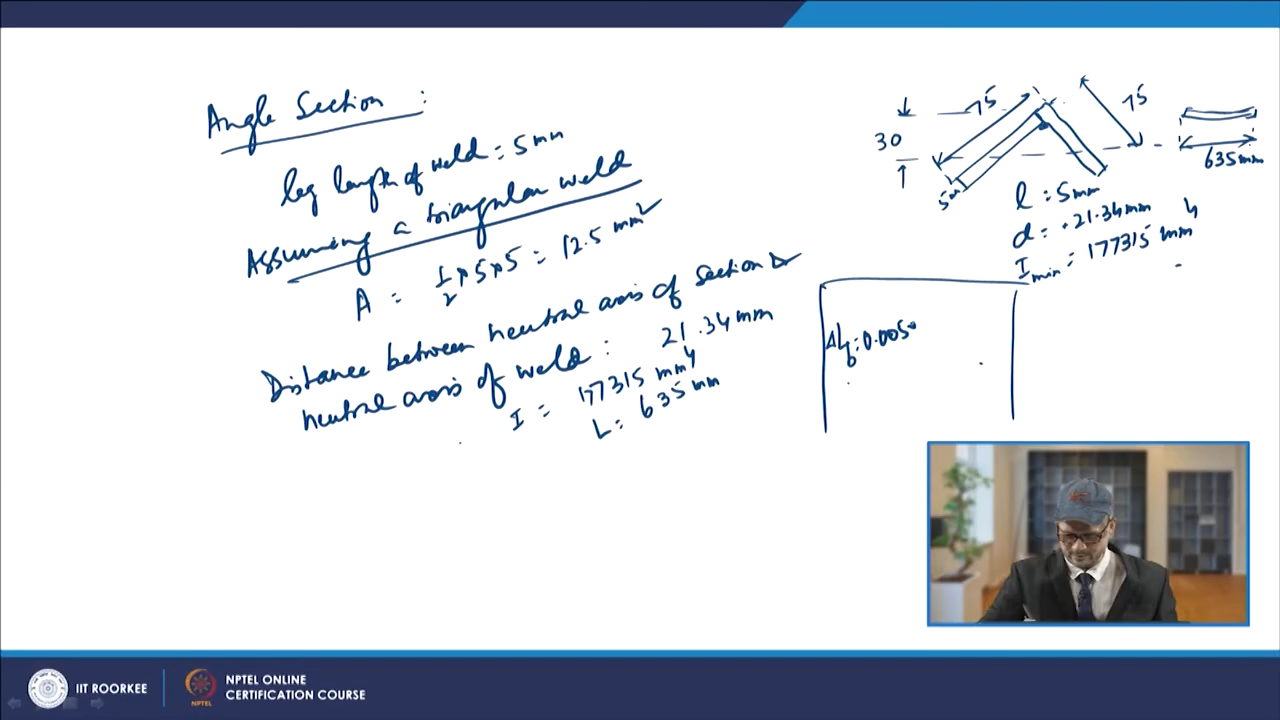 Angle Section :
leg length of weld = 5 mm
Assuming a triangular weld
A = 1/2 × 5 × 5 = 12.5 mm²
Distance between neutral axis of section &
neutral axis of weld : 21.34 mm
I = 177315 mm⁴
L = 635 mm
75
75
30
5
635 mm
l : 5 mm
d = 21.34 mm
I min = 177315 mm⁴
= 0.005
IIT ROORKEE
NPTEL ONLINE
CERTIFICATION COURSE
NPTEL